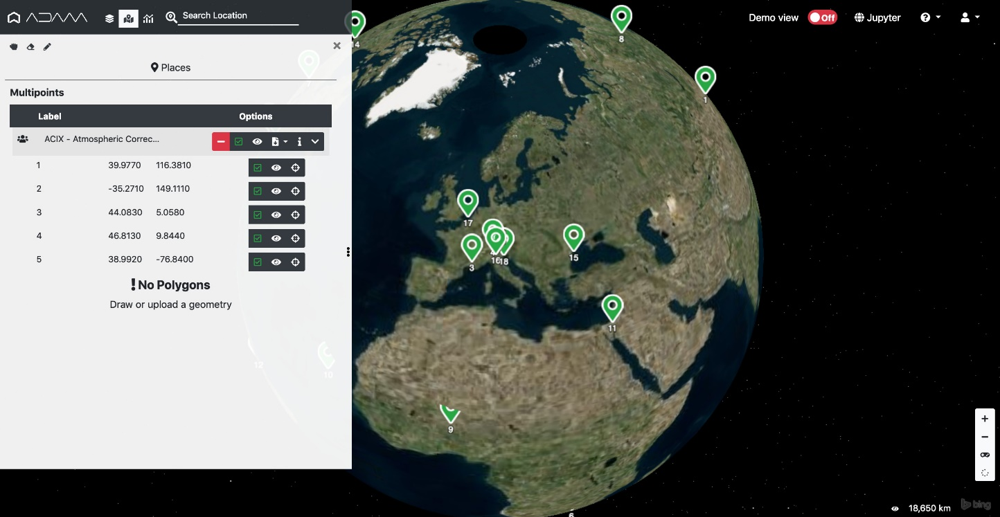 ADAM
Search Location
Demo view
Off
Jupyter
Places
Multipoints
Label Options
ACIX - Atmospheric Correc...
1 39.9770 116.3810
2 -35.2710 149.1110
3 44.0830 5.0580
4 46.8130 9.8440
5 38.9920 -76.8400
No Polygons
Draw or upload a geometry
14
8
1
17
4
16
18
3
15
11
12
10
9
6
18,650 km
bing